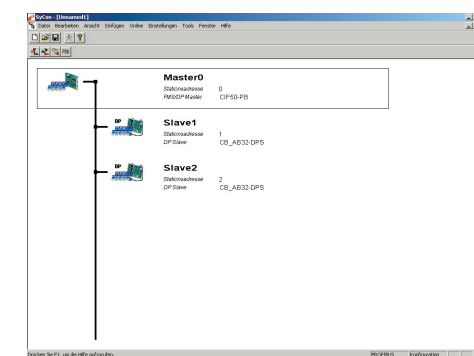 SyCon - [Unnamed1]
Datei Bearbeiten Ansicht Einfügen Online Einstellungen Tools Fenster Hilfe
Master0
Stationsadresse 0
FMS/DP Master CIF50-PB
DP Slave1
Stationsadresse 1
DP Slave CB_AB32-DPS
DP Slave2
Stationsadresse 2
DP Slave CB_AB32-DPS
Drücken Sie F1, um die Hilfe aufzurufen. PROFIBUS Konfiguration